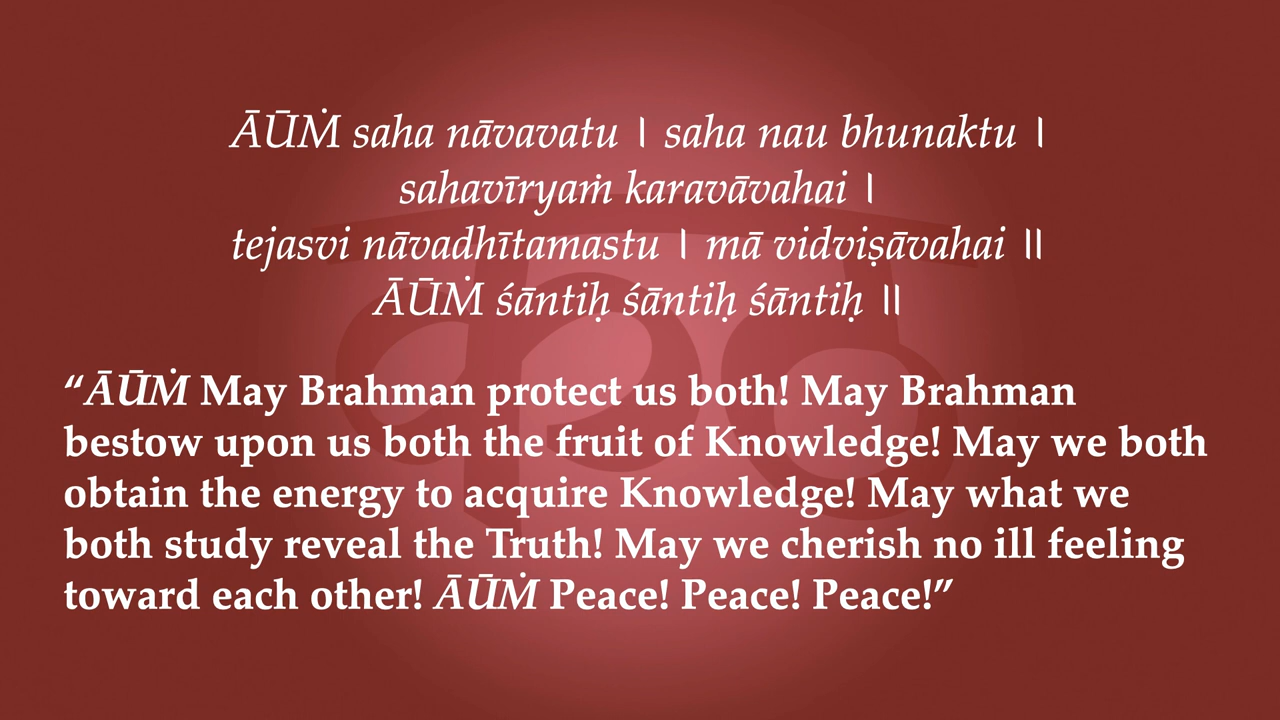 ĀŪṀ saha nāvavatu । saha nau bhunaktu ।
sahavīryaṁ karavāvahai ।
tejasvi nāvadhītamastu । mā vidviṣāvahai ॥
ĀŪṀ śāntiḥ śāntiḥ śāntiḥ ॥
“ĀŪṀ May Brahman protect us both! May Brahman
bestow upon us both the fruit of Knowledge! May we both
obtain the energy to acquire Knowledge! May what we
both study reveal the Truth! May we cherish no ill feeling
toward each other! ĀŪṀ Peace! Peace! Peace!”